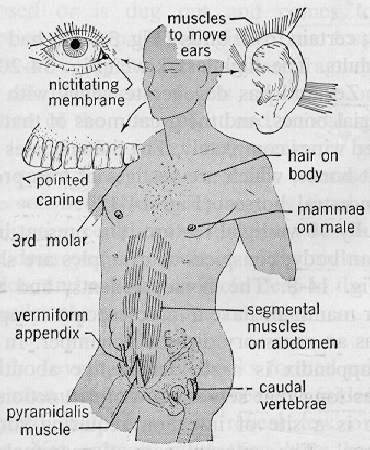 muscles
to move
ears
nictitating
membrane
pointed
canine
3rd molar
hair on
body
mammae
on male
vermiform
appendix
segmental
muscles
on abdomen
caudal
vertebrae
pyramidalis
muscle